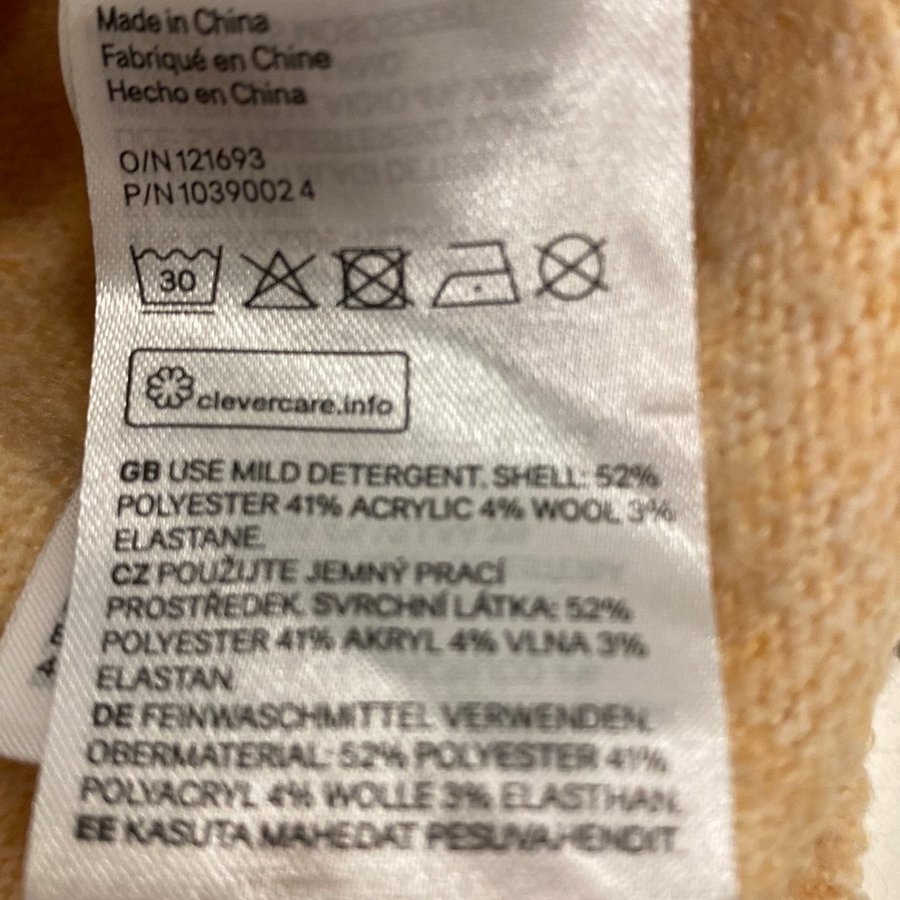 Made in China
Fabriqué en Chine
Hecho en China
O/N 121693
P/N 10390024
30
clevercare.info
GB USE MILD DETERGENT. SHELL: 52%
POLYESTER 41% ACRYLIC 4% WOOL 3%
ELASTANE.
CZ POUŽIJTE JEMNÝ PRACÍ
PROSTŘEDEK. SVRCHNÍ LÁTKA: 52%
POLYESTER 41% AKRYL 4% VLNA 3%
ELASTAN.
DE FEINWASCHMITTEL VERWENDEN.
OBERMATERIAL: 52% POLYESTER 41%
POLYACRYL 4% WOLLE 3% ELASTHAN.
EE KASUTA MAHEDAT PESUVAHENDIT.